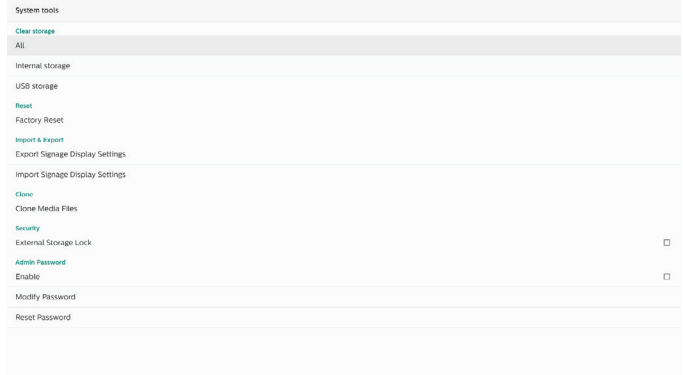 System tools
Clear storage
All
Internal storage
USB storage
Reset
Factory Reset
Import & Export
Export Signage Display Settings
Import Signage Display Settings
Clone
Clone Media Files
Security
External Storage Lock
Admin Password
Enable
Modify Password
Reset Password